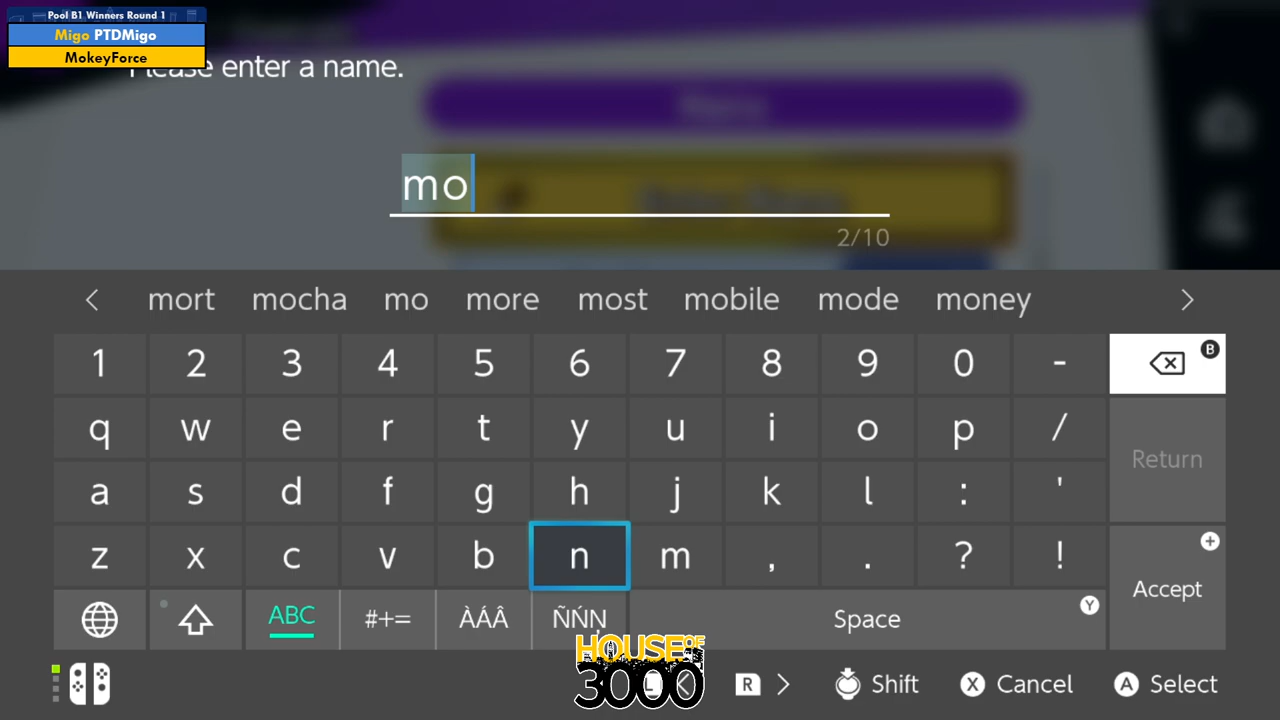 Pool B1 Winners Round 1
Migo PTDMigo
MokeyForce
Please enter a name.
mo
2/10
mort mocha mo more most mobile mode money
1 2 3 4 5 6 7 8 9 0 - B
q w e r t y u i o p /
Return
a s d f g h j k l : '
z x c v b n m , . ? !
Accept
ABC #+= ÀÁÂ ÑŃŅ Space Y
HOUSE OF
3000
L R Shift X Cancel A Select